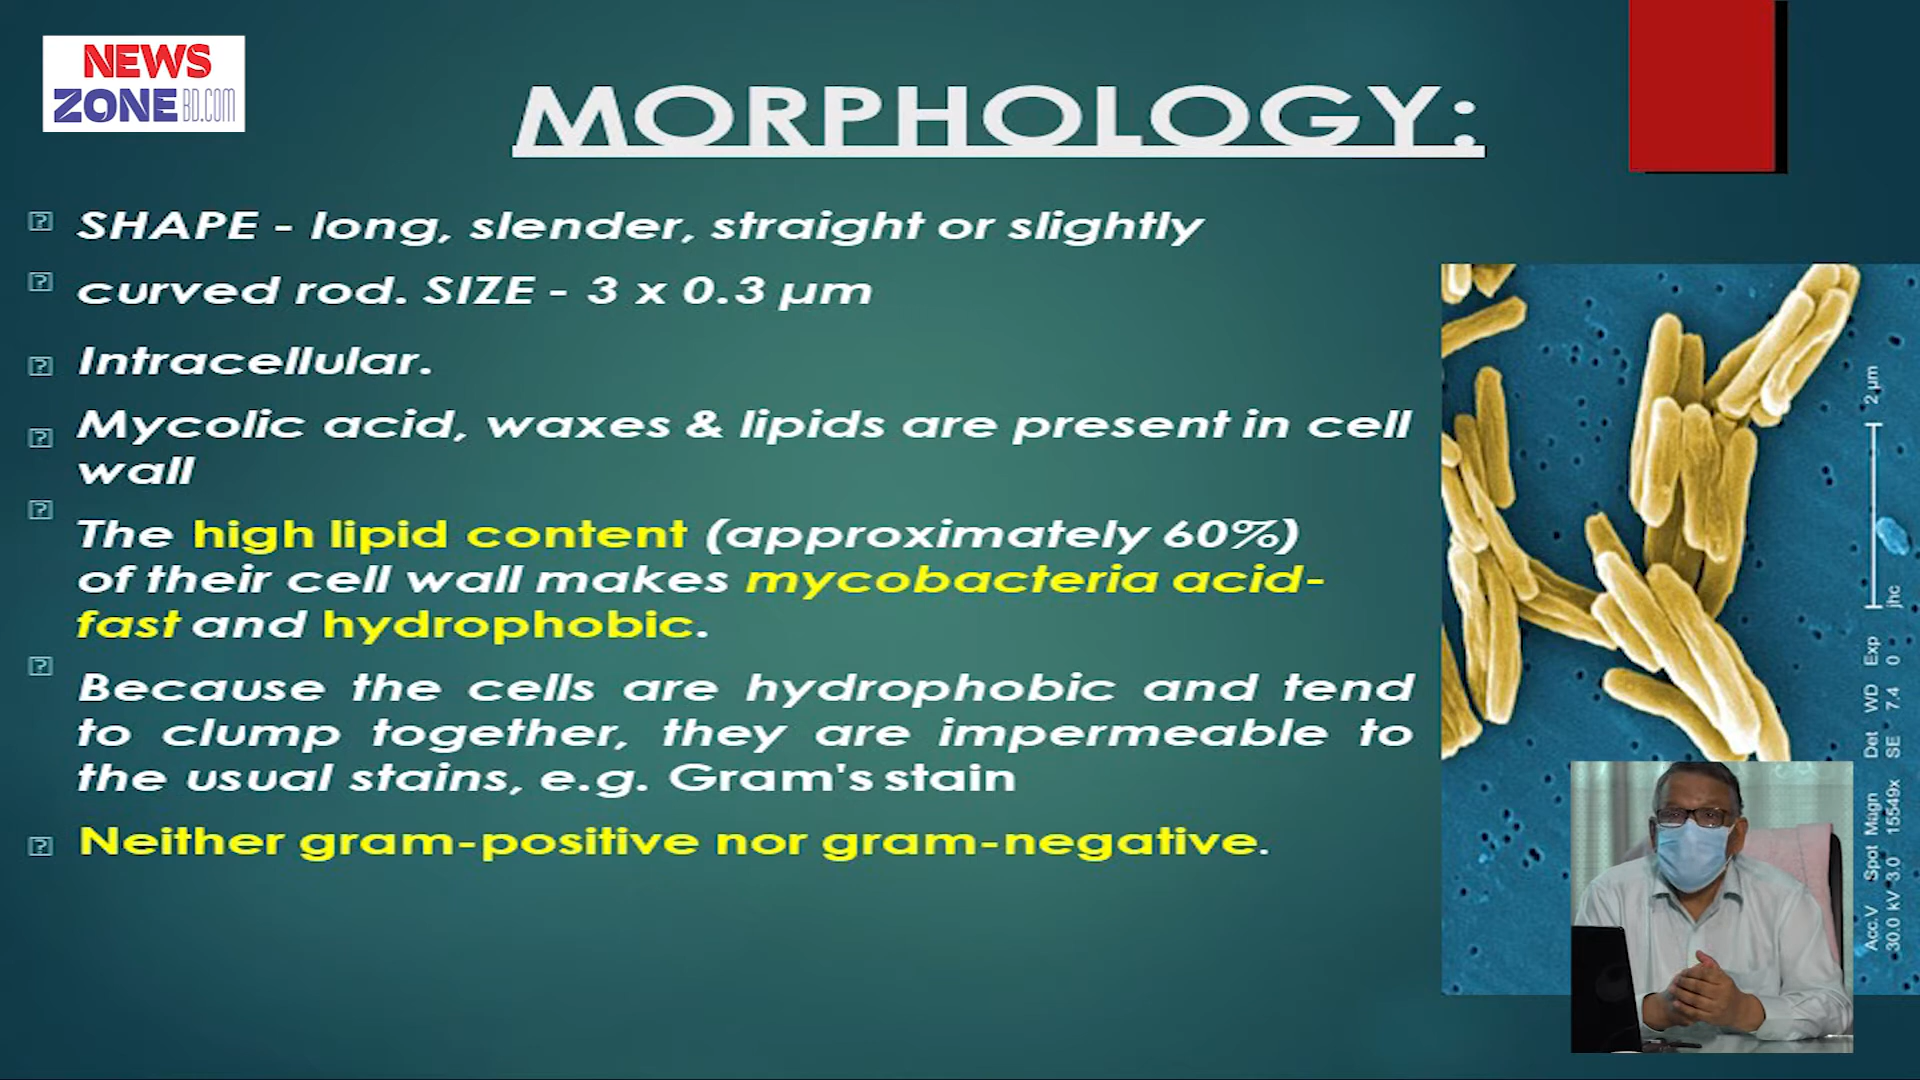 NEWS
ZONE BD.COM
MORPHOLOGY:
SHAPE - long, slender, straight or slightly
curved rod. SIZE - 3 x 0.3 µm
Intracellular.
Mycolic acid, waxes & lipids are present in cell
wall
The high lipid content (approximately 60%)
of their cell wall makes mycobacteria acid-
fast and hydrophobic.
Because the cells are hydrophobic and tend
to clump together, they are impermeable to
the usual stains, e.g. Gram's stain
Neither gram-positive nor gram-negative.
Acc.V Spot Magn Det WD Exp 2 µm
30.0 kV 3.0 15549x SE 7.4 0 jhc